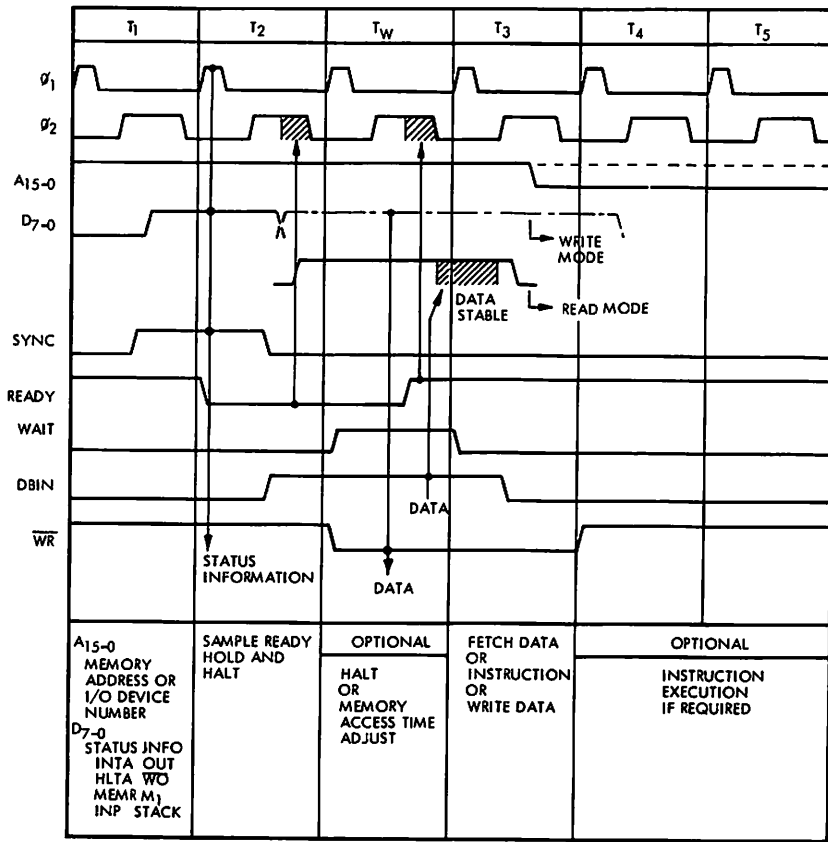 T1 T2 TW T3 T4 T5
ø1
ø2
A15-0
D7-0
WRITE
MODE
DATA
STABLE
READ MODE
SYNC
READY
WAIT
DBIN
DATA
WR
STATUS
INFORMATION
DATA
A15-0
MEMORY
ADDRESS OR
I/O DEVICE
NUMBER
D7-0
STATUS INFO
INTA OUT
HLTA WO
MEMR M1
INP STACK
SAMPLE READY
HOLD AND
HALT
OPTIONAL
HALT
OR
MEMORY
ACCESS TIME
ADJUST
FETCH DATA
OR
INSTRUCTION
OR
WRITE DATA
OPTIONAL
INSTRUCTION
EXECUTION
IF REQUIRED